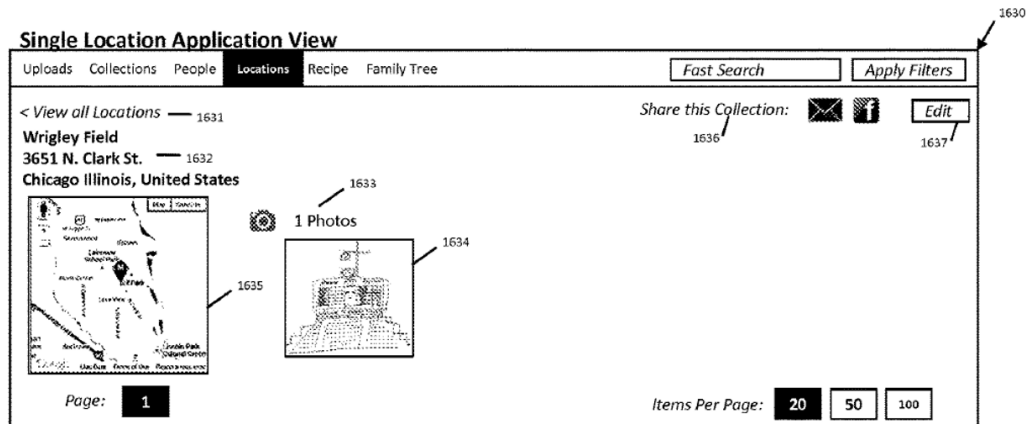 1630
Single Location Application View
Uploads Collections People Locations Recipe Family Tree Fast Search Apply Filters
< View all Locations 1631 Share this Collection: f Edit
1636 1637
Wrigley Field
3651 N. Clark St. 1632
Chicago Illinois, United States
1633
1 Photos
1634
1635
Page: 1 Items Per Page: 20 50 100